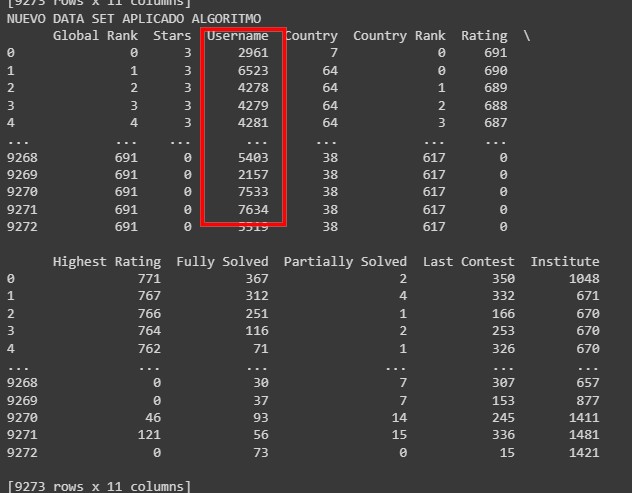 [9273 rows x 11 columns]
NUEVO DATA SET APLICADO ALGORITMO
      Global Rank  Stars  Username  Country  Country Rank  Rating  \
0               0      3      2961        7             0     691
1               1      3      6523       64             0     690
2               2      3      4278       64             1     689
3               3      3      4279       64             2     688
4               4      3      4281       64             3     687
...           ...    ...       ...      ...           ...     ...
9268          691      0      5403       38           617       0
9269          691      0      2157       38           617       0
9270          691      0      7533       38           617       0
9271          691      0      7634       38           617       0
9272          691      0      5519       38           617       0
      Highest Rating  Fully Solved  Partially Solved  Last Contest  Institute
0                771           367                 2           350       1048
1                767           312                 4           332        671
2                766           251                 1           166        670
3                764           116                 2           253        670
4                762            71                 1           326        670
...              ...           ...               ...           ...        ...
9268               0            30                 7           307        657
9269               0            37                 7           153        877
9270              46            93                14           245       1411
9271             121            56                15           336       1481
9272               0            73                 0            15       1421
[9273 rows x 11 columns]